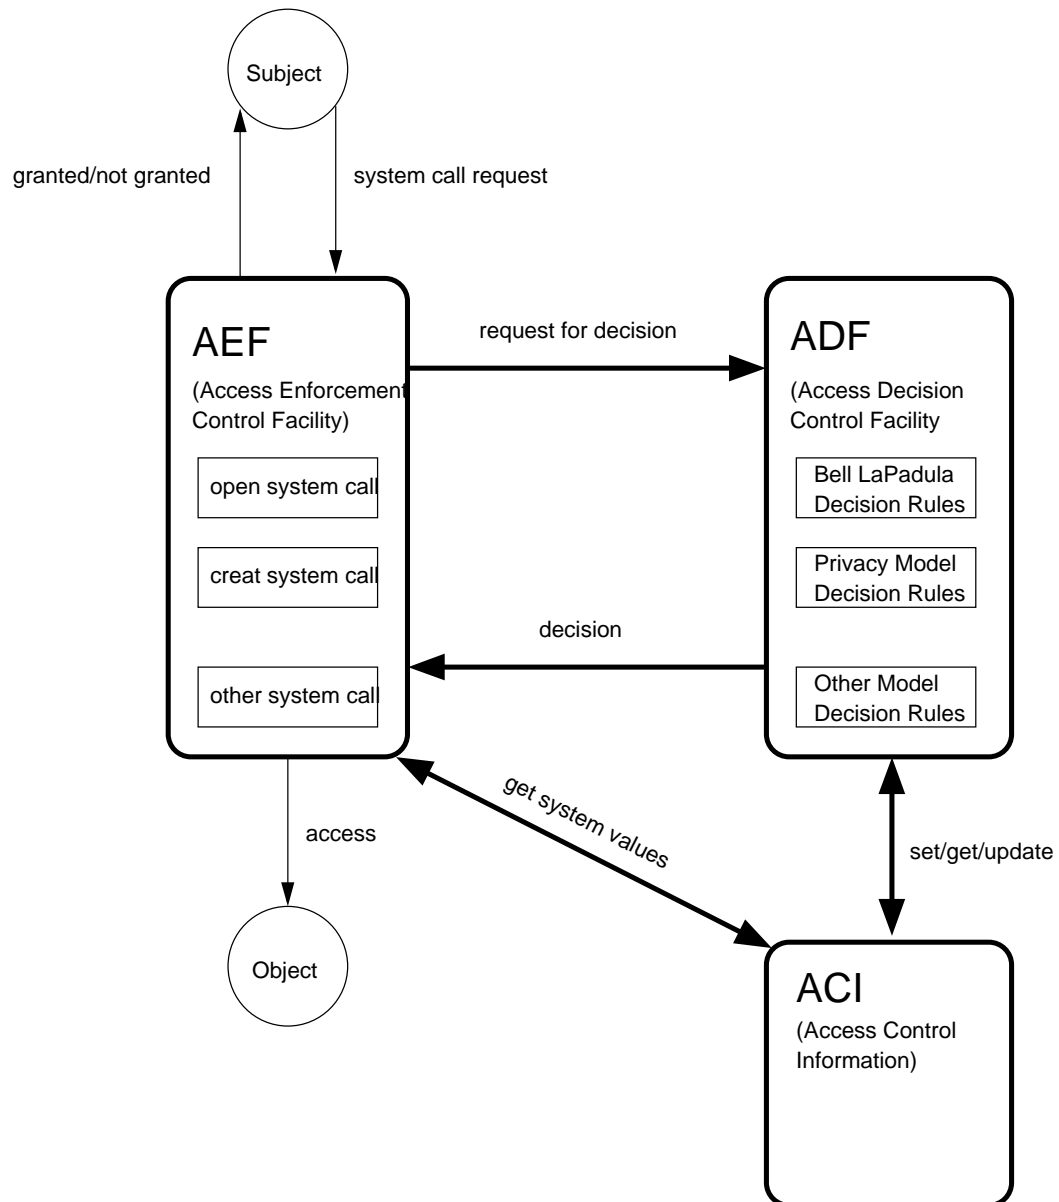 Subject
granted/not granted
system call request
AEF
(Access Enforcement
Control Facility)
open system call
creat system call
other system call
request for decision
decision
ADF
(Access Decision
Control Facility
Bell LaPadula
Decision Rules
Privacy Model
Decision Rules
Other Model
Decision Rules
get system values
access
set/get/update
Object
ACI
(Access Control
Information)